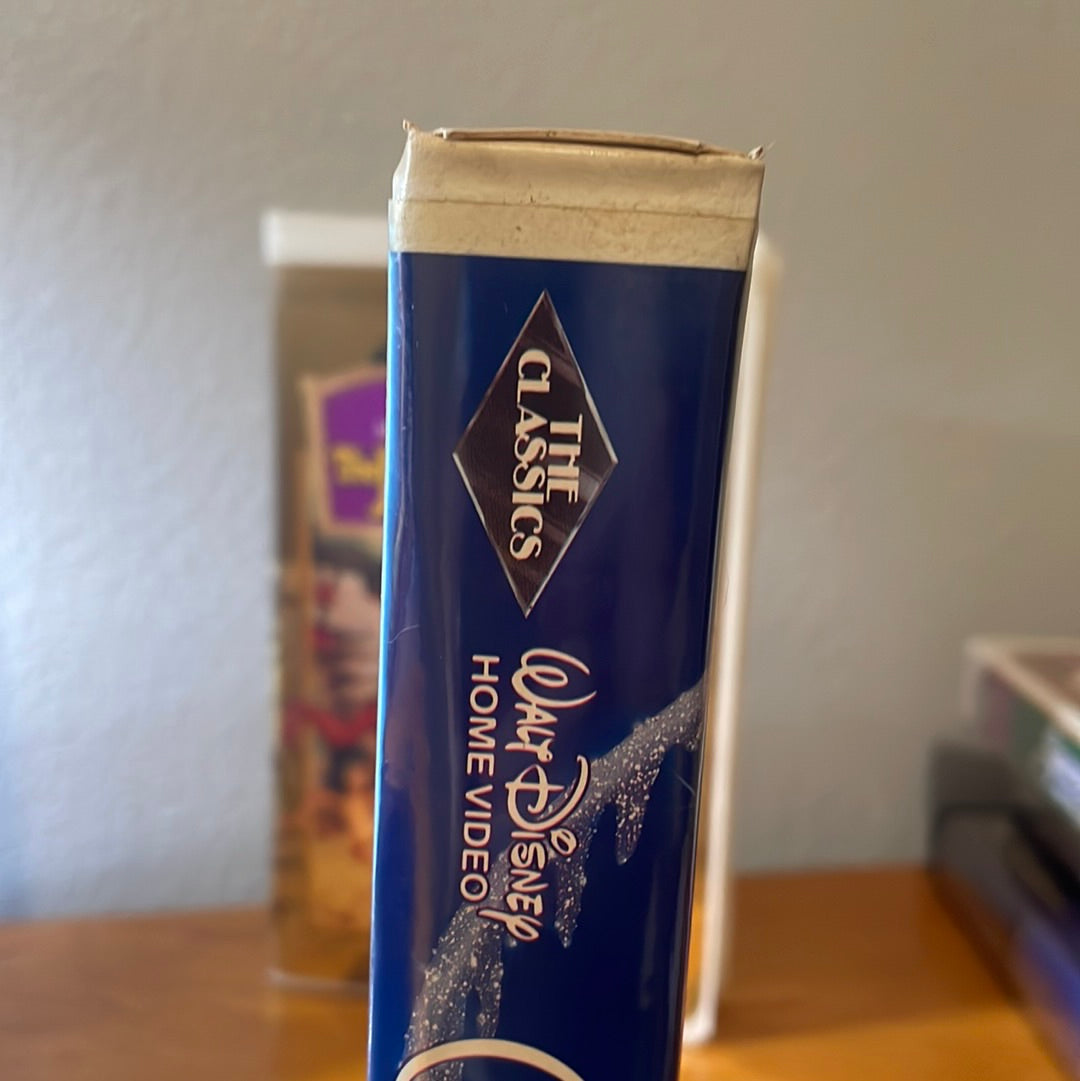 THE
CLASSICS
WALT DISNEY
HOME VIDEO